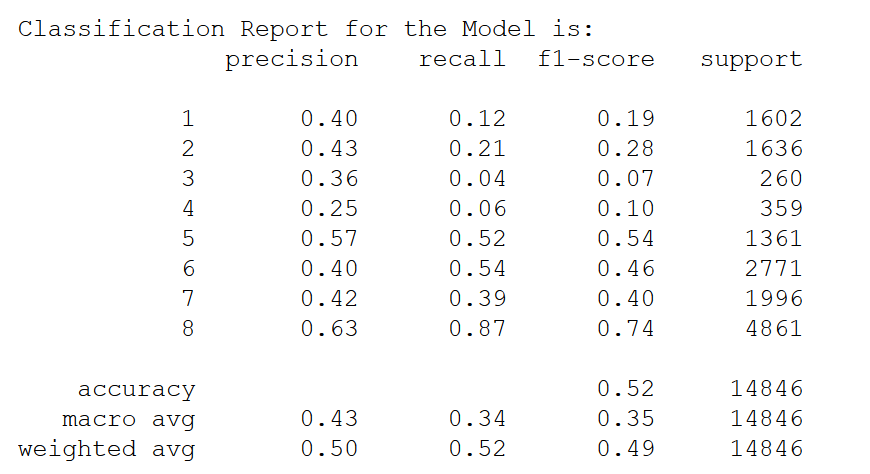 Classification Report for the Model is:
precision recall f1-score support
1 0.40 0.12 0.19 1602
2 0.43 0.21 0.28 1636
3 0.36 0.04 0.07 260
4 0.25 0.06 0.10 359
5 0.57 0.52 0.54 1361
6 0.40 0.54 0.46 2771
7 0.42 0.39 0.40 1996
8 0.63 0.87 0.74 4861
accuracy 0.52 14846
macro avg 0.43 0.34 0.35 14846
weighted avg 0.50 0.52 0.49 14846